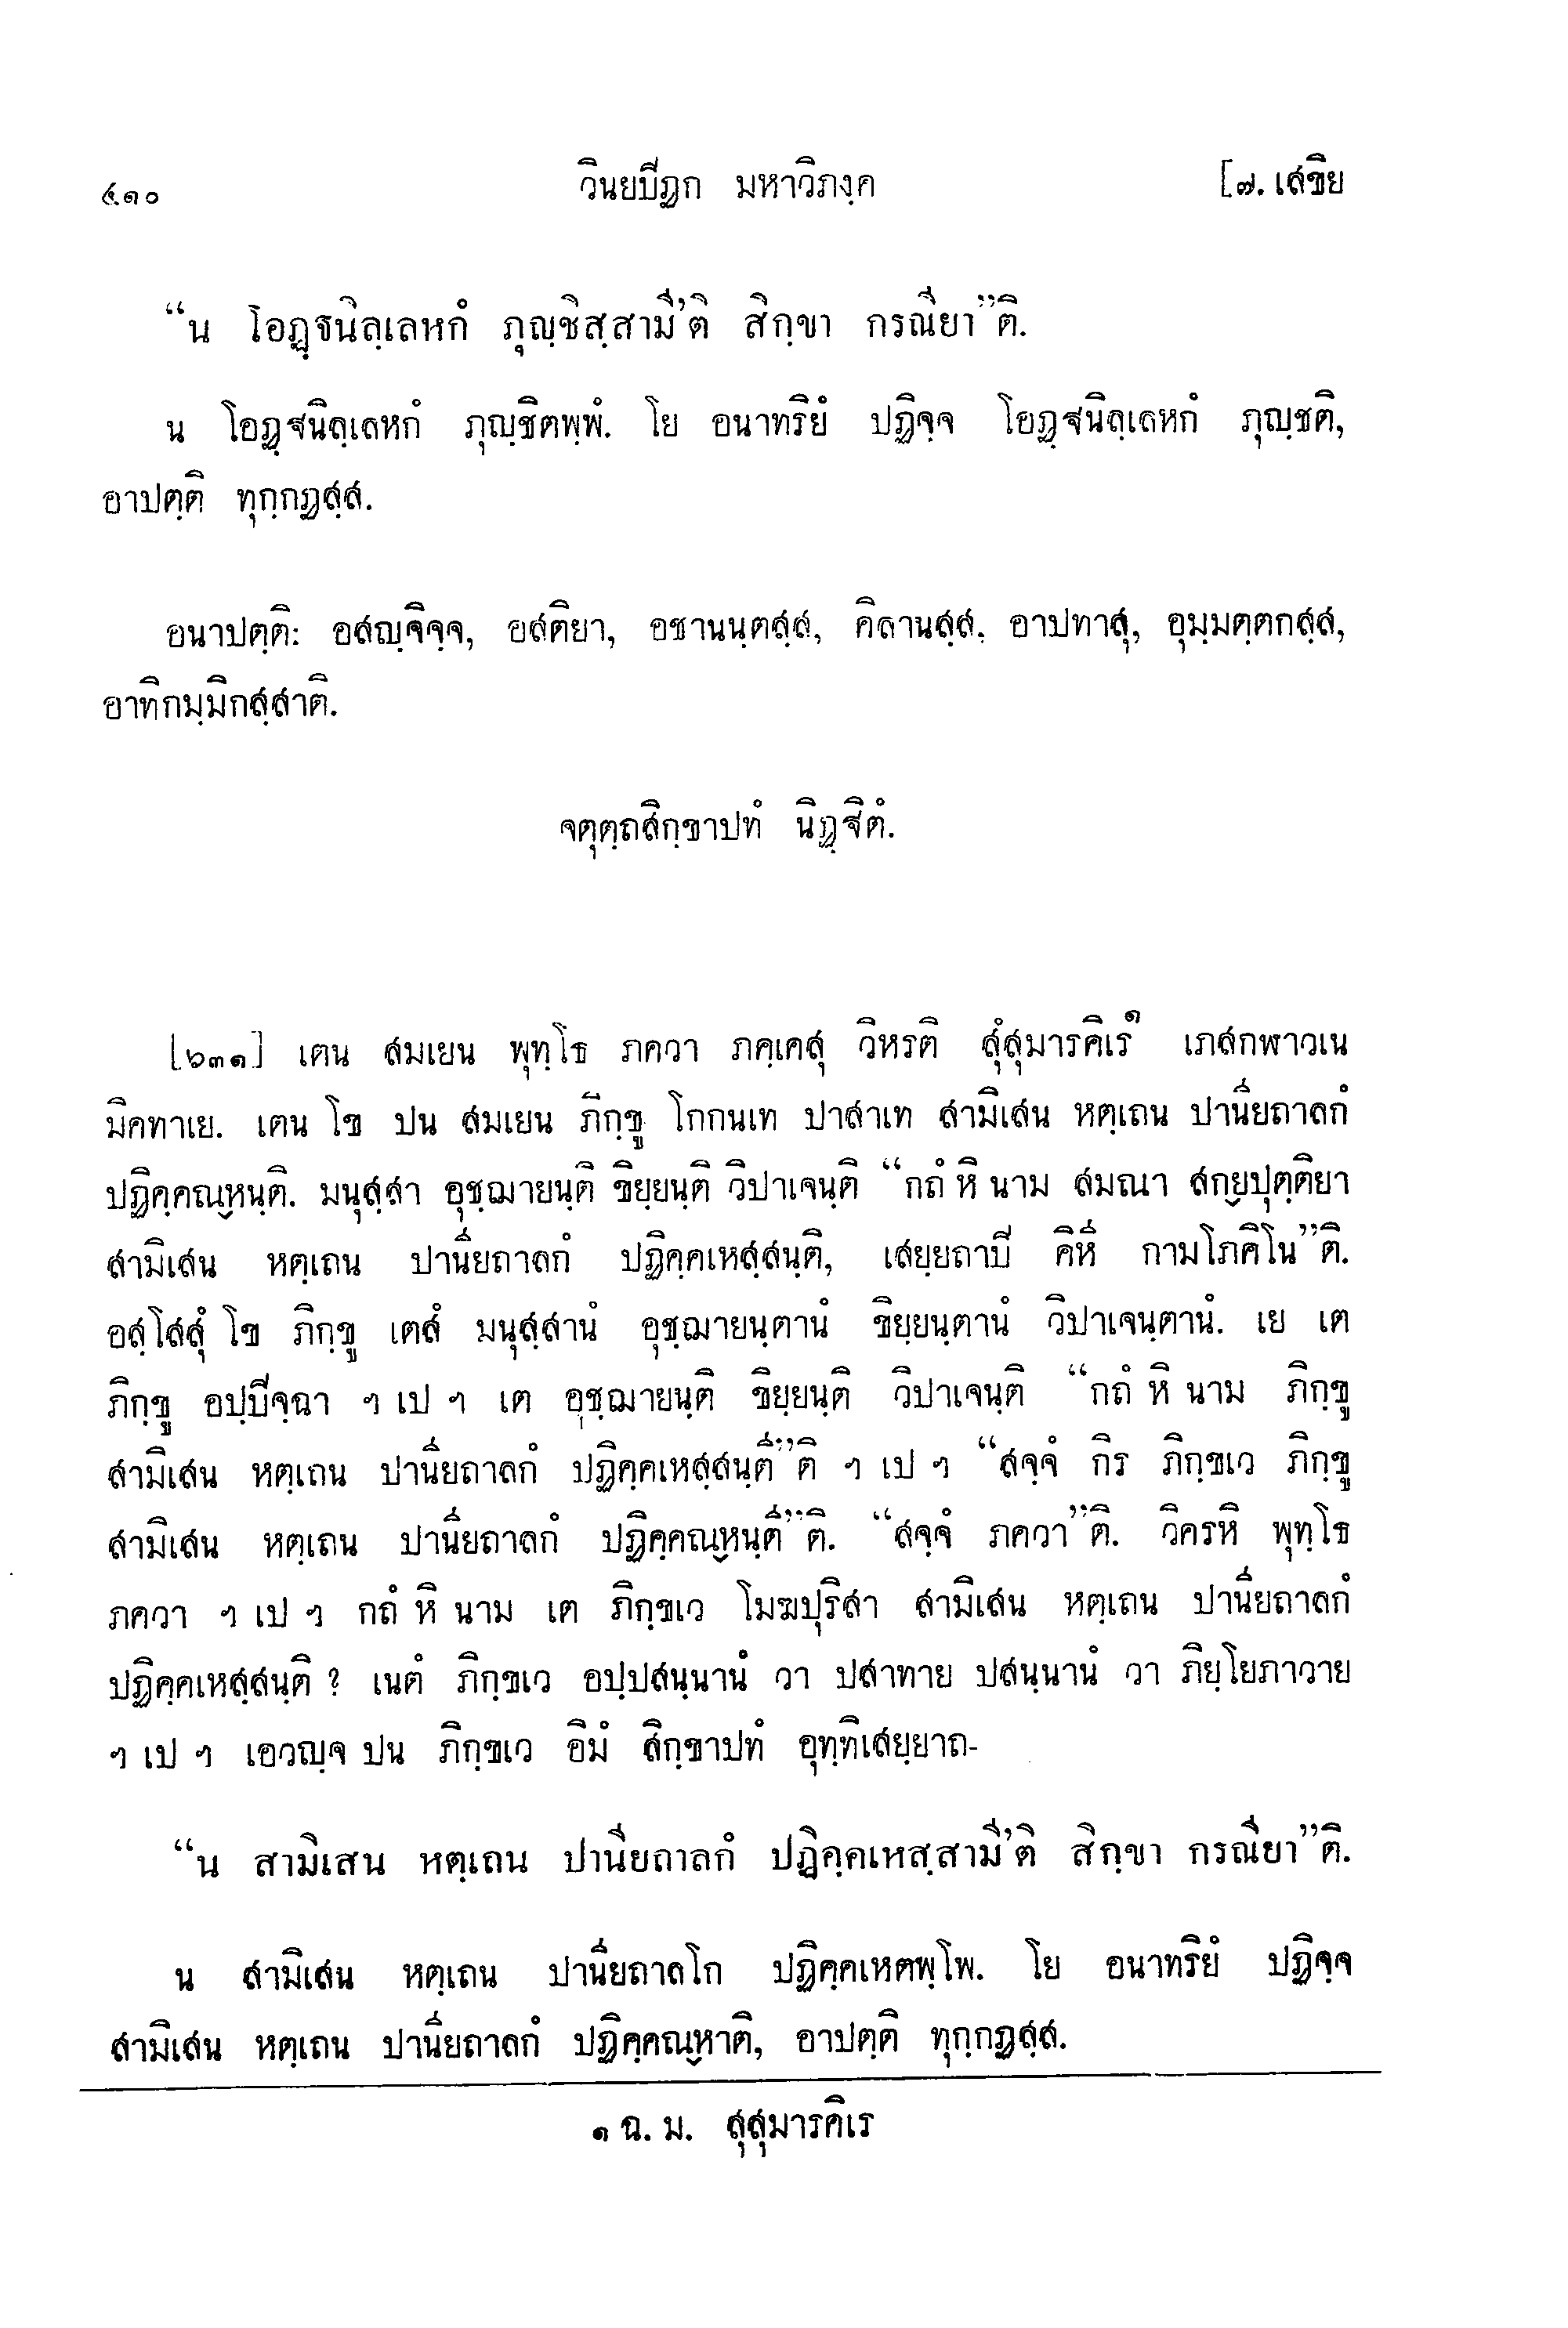 ๕๑๐ วินยปิฏก มหาวิภงฺค [๗. เสขิย
“น โอฏฺฐนิลฺเลหกํ ภุญฺชิสฺสามี’ติ สิกฺขา กรณียา”ติ.
น โอฏฺฐนิลฺเลหกํ ภุญฺชิตพฺพํ. โย อนาทริยํ ปฏิจฺจ โอฏฺฐนิลฺเลหกํ ภุญฺชติ,
อาปตฺติ ทุกฺกฏสฺส.
อนาปตฺติ: อสญฺจิจฺจ, อสติยา, อชานนฺตสฺส, คิลานสฺส, อาปทาสุ, อุมฺมตฺตกสฺส,
อาทิกมฺมิกสฺสาติ.
จตุตฺถสิกฺขาปทํ นิฏฺฐิตํ.
[๖๓๑] เตน สมเยน พุทฺโธ ภควา ภคฺเคสุ วิหรติ สุํสุมารคิเร๑ เภสกฬาวเน
มิคทาเย. เตน โข ปน สมเยน ภิกฺขู โกกนเท ปาสาเท สามิเสน หตฺเถน ปานียถาลกํ
ปฏิคฺคณฺหนฺติ. มนุสฺสา อุชฺฌายนฺติ ขิยฺยนฺติ วิปาเจนฺติ “กถํ หิ นาม สมณา สกฺยปุตฺติยา
สามิเสน หตฺเถน ปานียถาลกํ ปฏิคฺคเหสฺสนฺติ, เสยฺยถาปิ คิหี กามโภคิโน”ติ.
อสฺโสสุํ โข ภิกฺขู เตสํ มนุสฺสานํ อุชฺฌายนฺตานํ ขิยฺยนฺตานํ วิปาเจนฺตานํ. เย เต
ภิกฺขู อปฺปิจฺฉา ฯ เป ฯ เต อุชฺฌายนฺติ ขิยฺยนฺติ วิปาเจนฺติ “กถํ หิ นาม ภิกฺขู
สามิเสน หตฺเถน ปานียถาลกํ ปฏิคฺคเหสฺสนฺตี”ติ ฯ เป ฯ “สจฺจํ กิร ภิกฺขเว ภิกฺขู
สามิเสน หตฺเถน ปานียถาลกํ ปฏิคฺคณฺหนฺตี”ติ. “สจฺจํ ภควา”ติ. วิครหิ พุทฺโธ
ภควา ฯ เป ฯ กถํ หิ นาม เต ภิกฺขเว โมฆปุริสา สามิเสน หตฺเถน ปานียถาลกํ
ปฏิคฺคเหสฺสนฺติ ? เนตํ ภิกฺขเว อปฺปสนฺนานํ วา ปสาทาย ปสนฺนานํ วา ภิยฺโยภาวาย
ฯ เป ฯ เอวญฺจ ปน ภิกฺขเว อิมํ สิกฺขาปทํ อุทฺทิเสยฺยาถ-
“น สามิเสน หตฺเถน ปานียถาลกํ ปฏิคฺคเหสฺสามี’ติ สิกฺขา กรณียา”ติ.
น สามิเสน หตฺเถน ปานียถาลโก ปฏิคฺคเหตพฺโพ. โย อนาทริยํ ปฏิจฺจ
สามิเสน หตฺเถน ปานียถาลกํ ปฏิคฺคณฺหาติ, อาปตฺติ ทุกฺกฏสฺส.
๑ ฉ. ม. สุสุมารคิเร